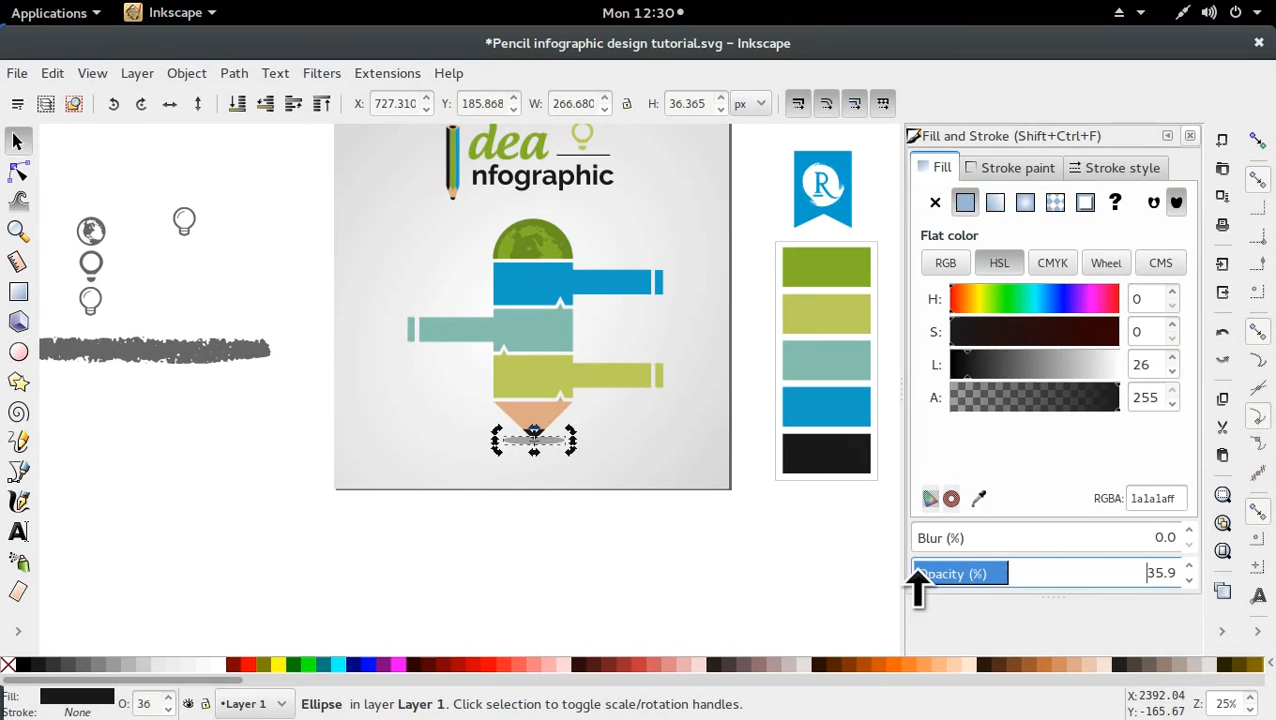 Applications Inkscape Mon 12:30
*Pencil infographic design tutorial.svg – Inkscape
File Edit View Layer Object Path Text Filters Extensions Help
X: 727.310 Y: 185.868 W: 266.680 H: 36.365 px
Fill and Stroke (Shift+Ctrl+F)
Fill Stroke paint Stroke style
idea
nfographic
R
?
Flat color
RGB HSL CMYK Wheel CMS
H: 0
S: 0
L: 26
A: 255
RGBA: 1a1a1aff
Blur (%) 0.0
Opacity (%) 35.9
Fill:
Stroke: None
O: 36
•Layer 1
Ellipse in layer Layer 1. Click selection to toggle scale/rotation handles.
X:2392.04
Y:-165.67
Z: 25%